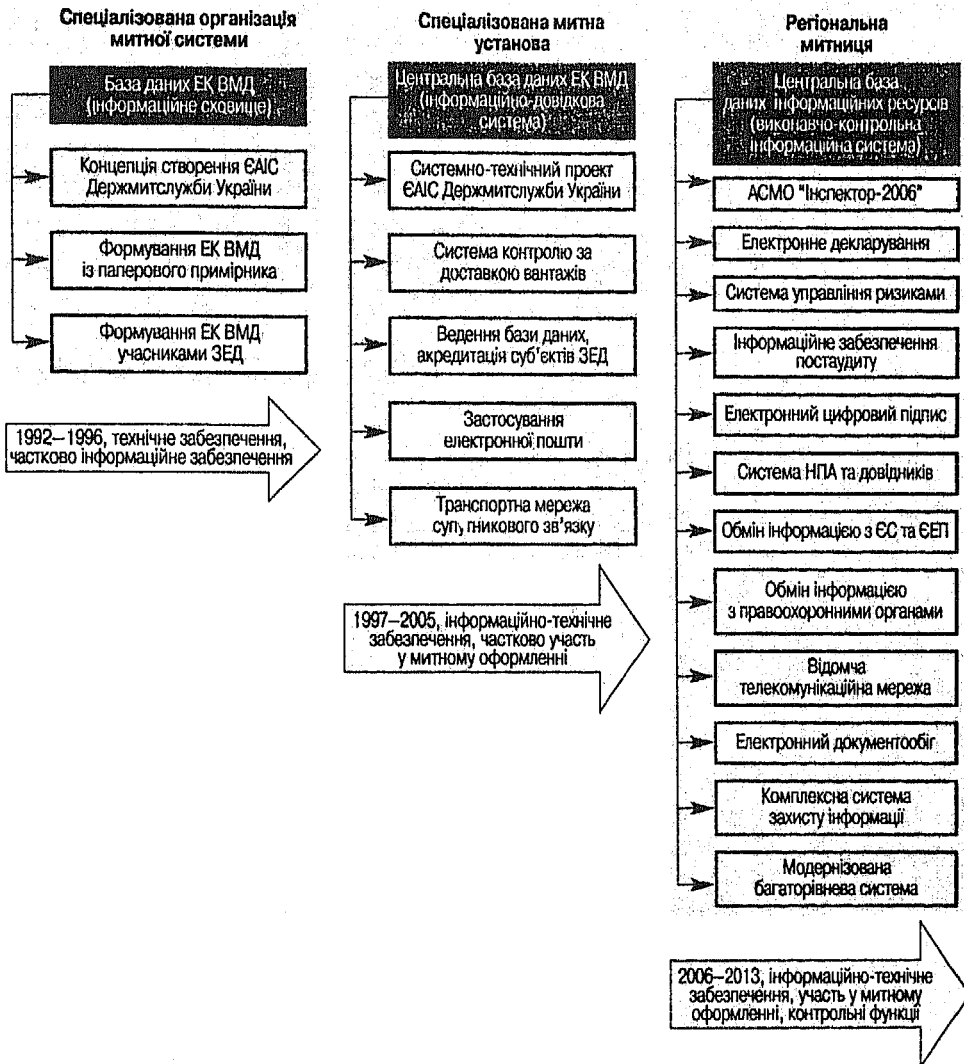 Спеціалізована організація
митної системи
База даних ЕК ВМД
(інформаційне сховище)
Концепція створення ЄАІС
Держмитслужби України
Формування ЕК ВМД
із паперового примірника
Формування ЕК ВМД
учасниками ЗЕД
1992–1996, технічне забезпечення,
частково інформаційне забезпечення
Спеціалізована митна
установа
Центральна база даних ЕК ВМД
(інформаційно-довідкова
система)
Системно-технічний проект
ЄАІС Держмитслужби України
Система контролю за
доставкою вантажів
Ведення бази даних,
акредитація суб'єктів ЗЕД
Застосування
електронної пошти
Транспортна мережа
зв'язку
1997–2005, інформаційно-технічне
забезпечення, частково участь
у митному оформленні
Регіональна
митниця
Центральна база
даних інформаційних ресурсів
(виконавчо-контрольна
інформаційна система)
АСМО "Інспектор-2006"
Електронне декларування
Система управління ризиками
Інформаційне забезпечення
постаудиту
Електронний цифровий підпис
Система НПА та довідників
Обмін інформацією з ЄС та ЄЕП
Обмін інформацією
з правоохоронними органами
Відомча
телекомунікаційна мережа
Електронний документообіг
Комплексна система
захисту інформації
Модернізована
багаторівнева система
2006–2013, інформаційно-технічне
забезпечення, участь у митному
оформленні, контрольні функції